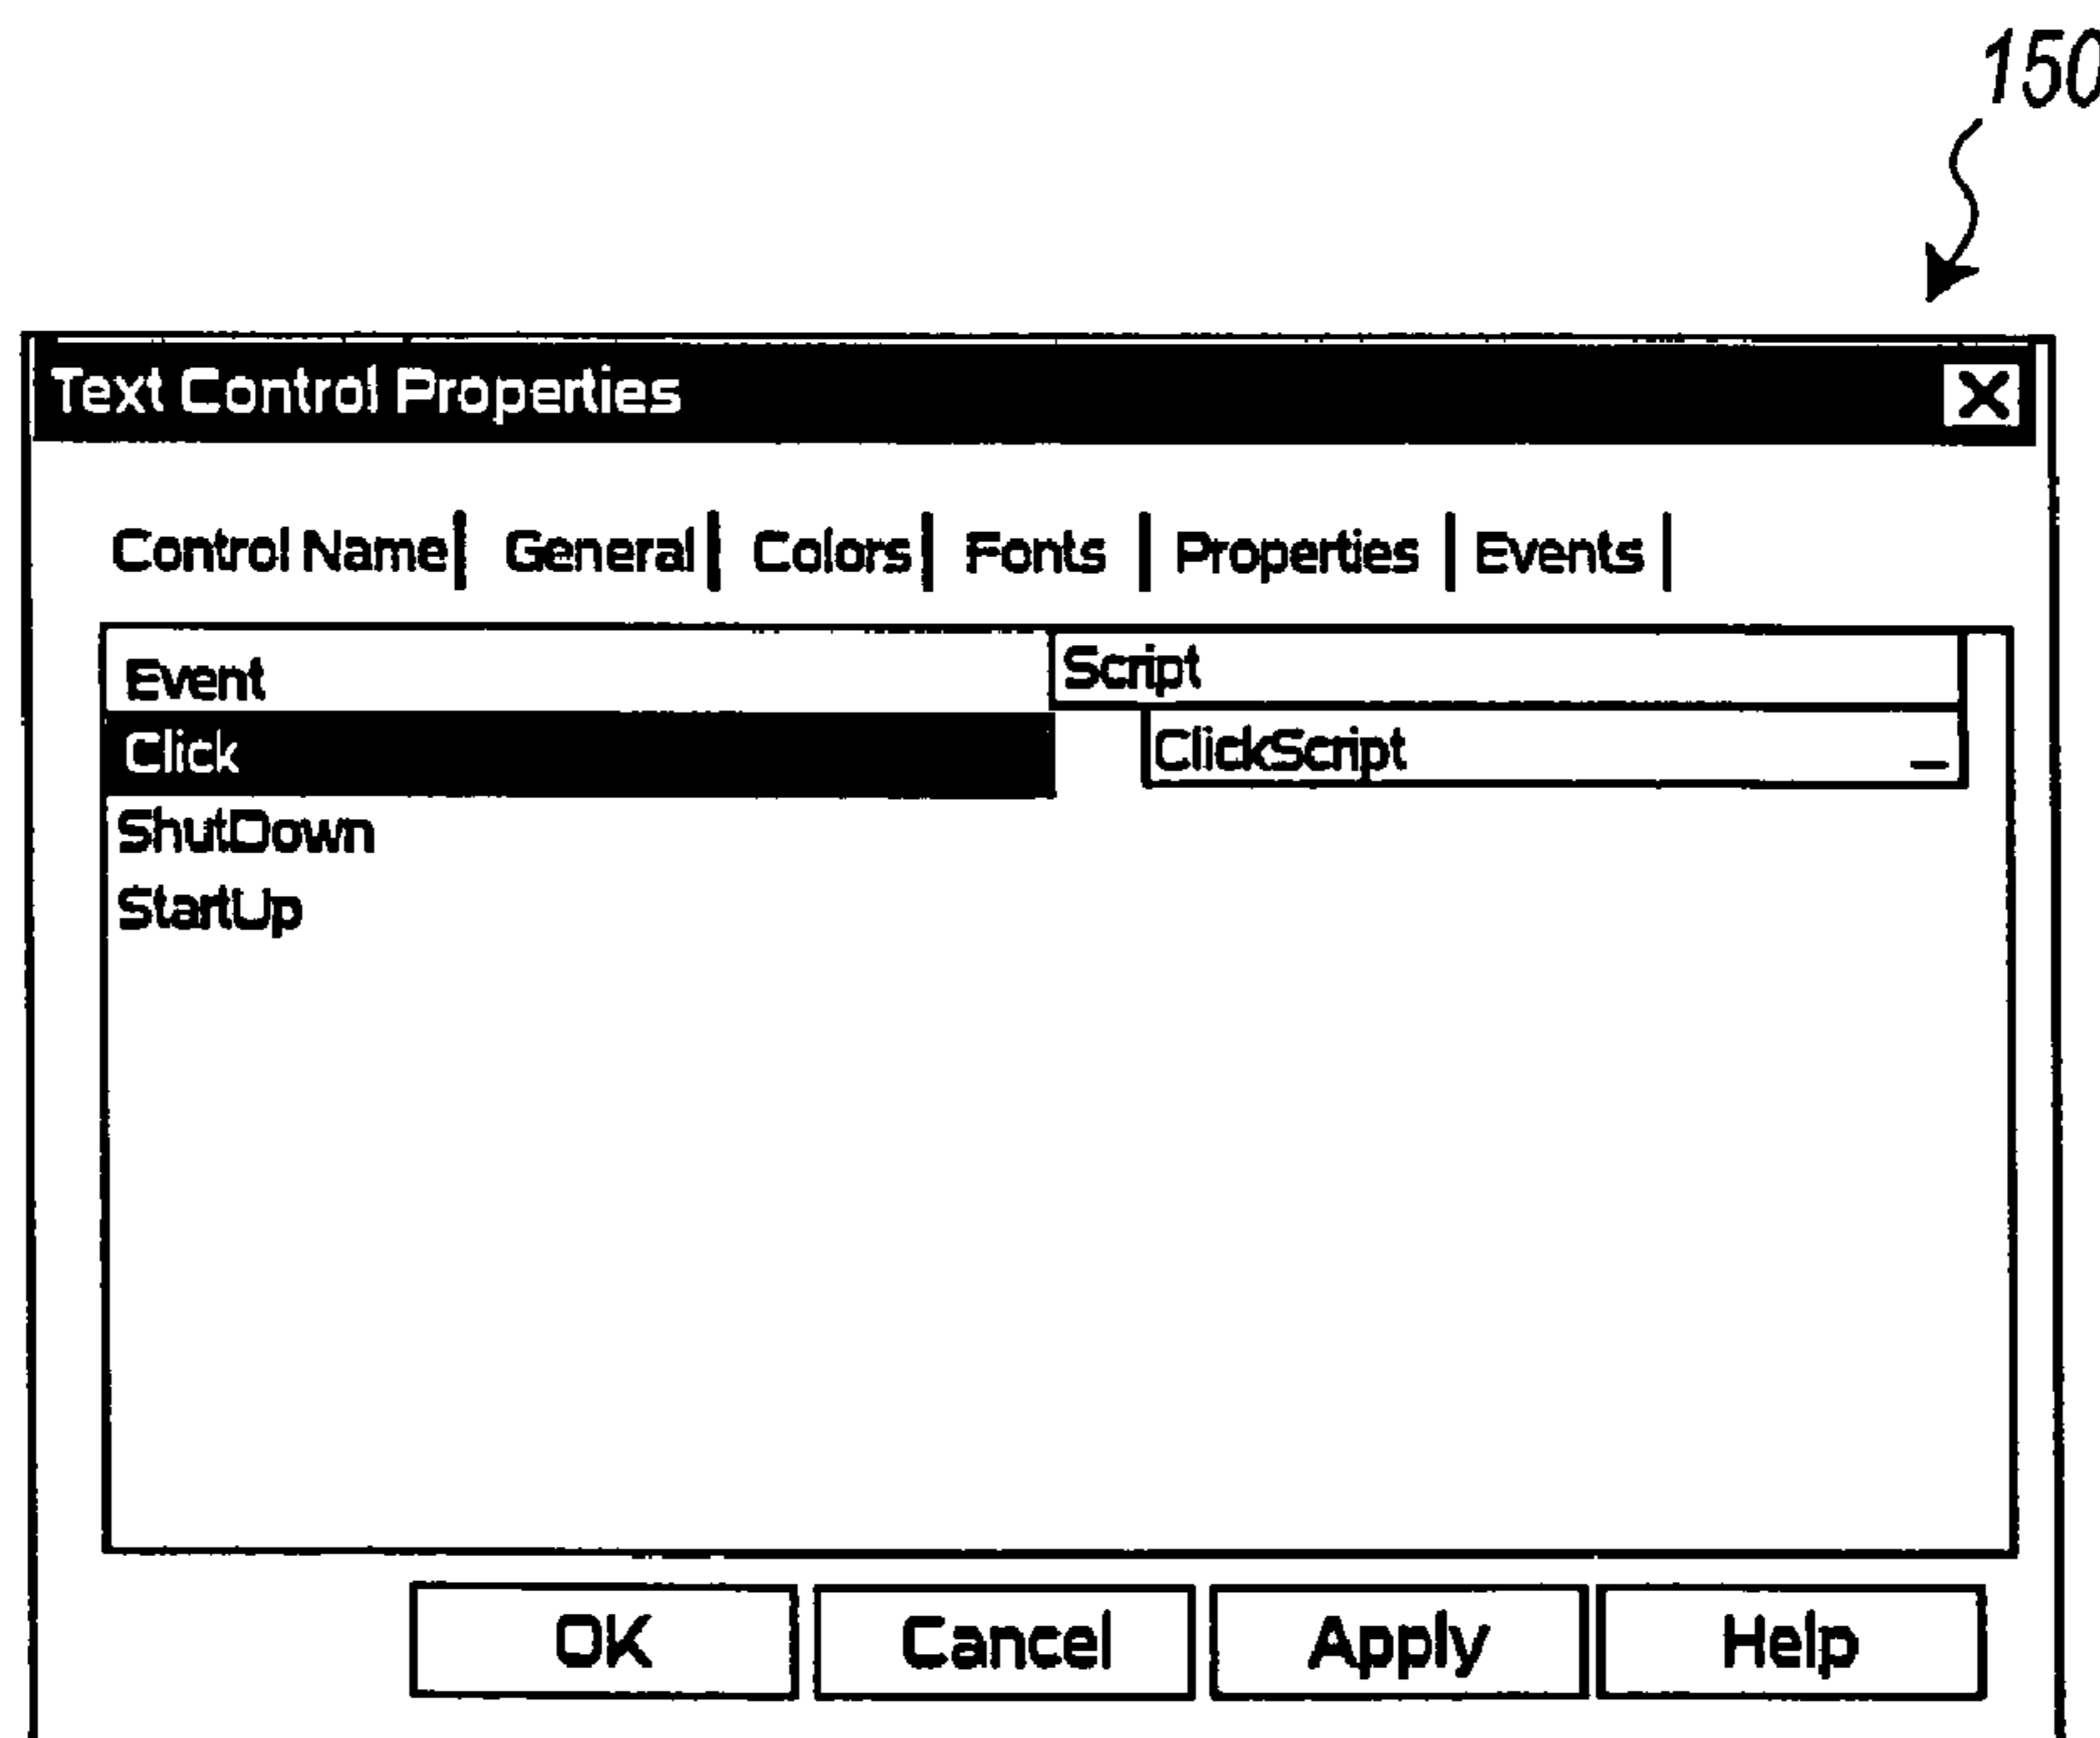 150
Text Control Properties X
Control Name General Colors Fonts Properties Events
Event Script
Click ClickScript
ShutDown
StartUp
OK Cancel Apply Help